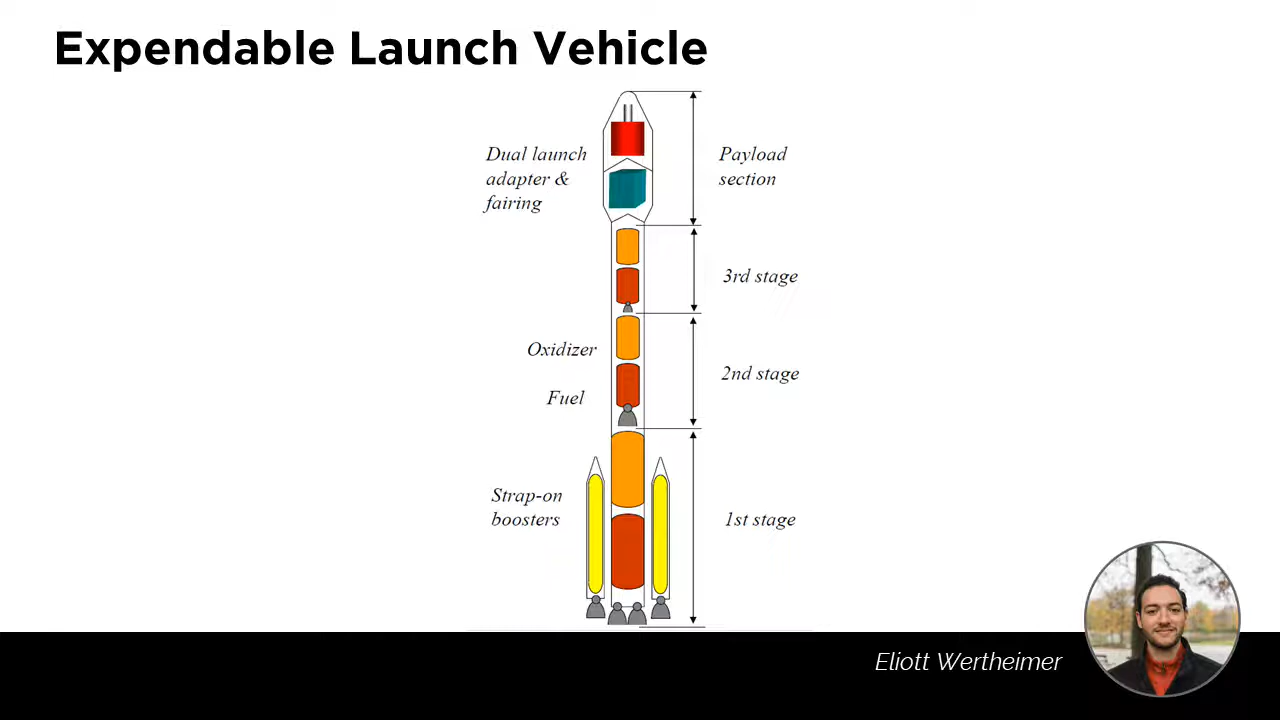 Expendable Launch Vehicle
Dual launch
adapter &
fairing
Payload
section
3rd stage
Oxidizer
Fuel
2nd stage
Strap-on
boosters
1st stage
Eliott Wertheimer